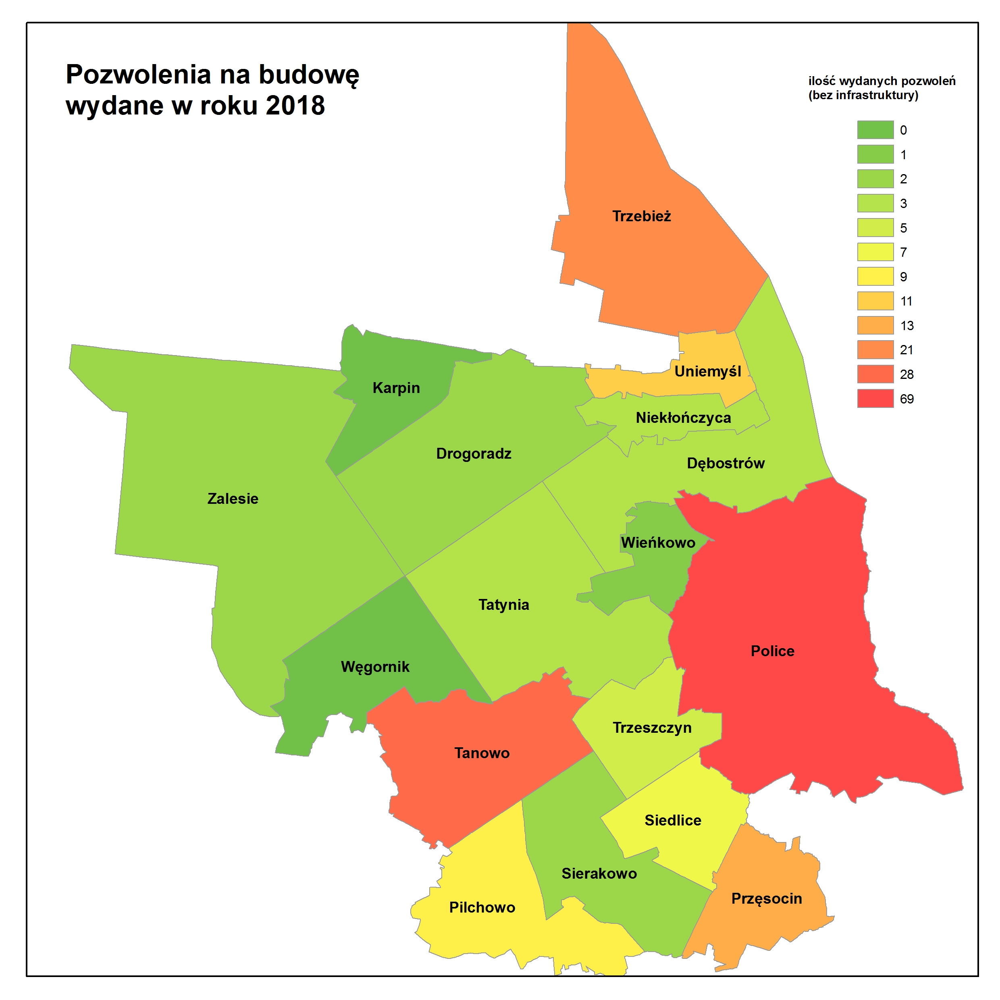 Pozwolenia na budowę
wydane w roku 2018
ilość wydanych pozwoleń
(bez infrastruktury)
0
1
2
3
5
7
9
11
13
21
28
69
Trzebież
Uniemyśl
Karpin
Niekłończyca
Drogoradz
Dębostrów
Zalesie
Wieńkowo
Tatynia
Police
Węgornik
Trzeszczyn
Tanowo
Siedlice
Sierakowo
Przęsocin
Pilchowo